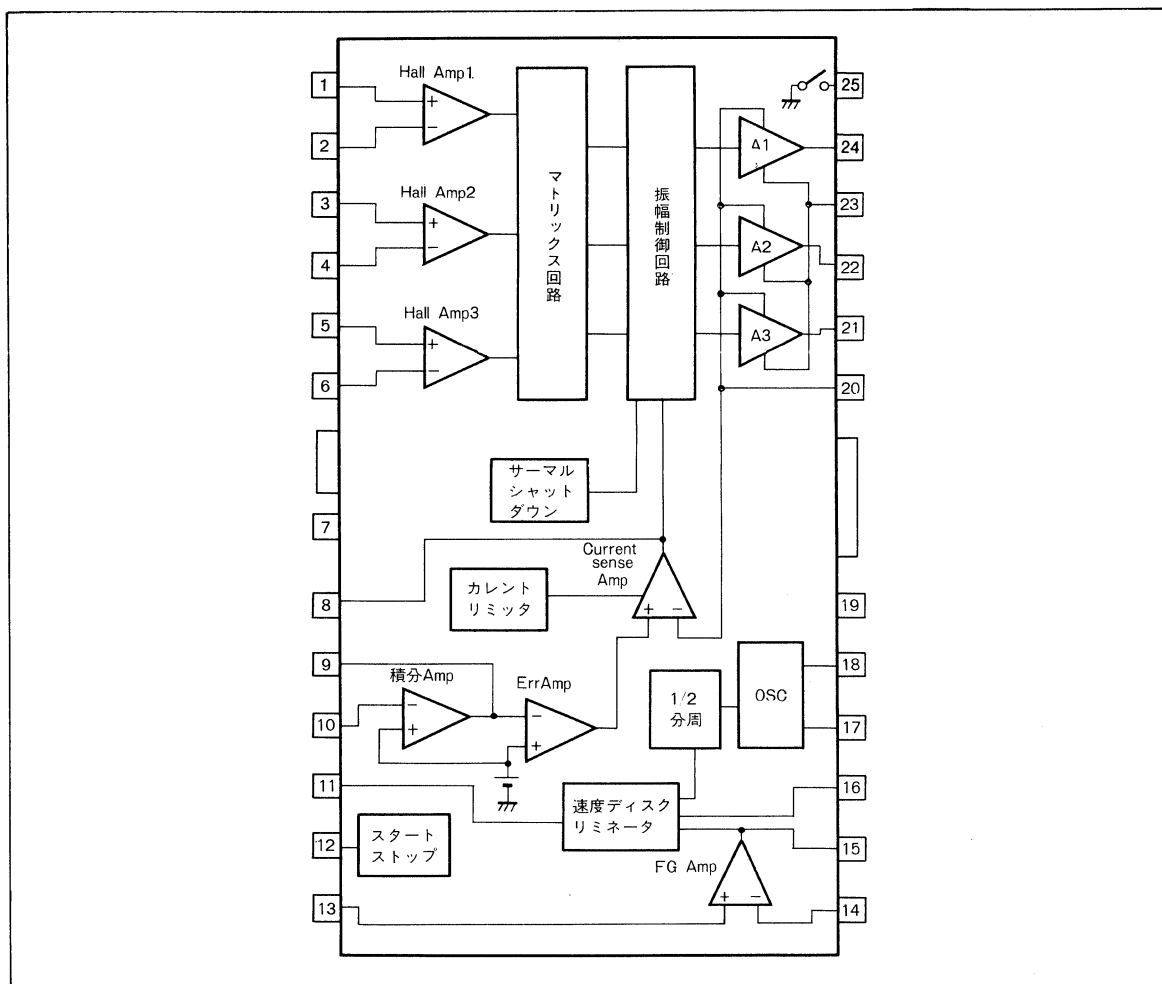 1
2
3
4
5
6
7
8
9
10
11
12
13
Hall Amp1.
+
−
Hall Amp2
+
−
Hall Amp3
+
−
マトリックス回路
振幅制御回路
A1
A2
A3
サーマル
シャット
ダウン
Current
sense
Amp
+ −
カレント
リミッタ
積分Amp
−
+
ErrAmp
−
+
1/2
分周
OSC
速度ディスク
リミネータ
スタート
ストップ
FG Amp
+ −
25
24
23
22
21
20
19
18
17
16
15
14